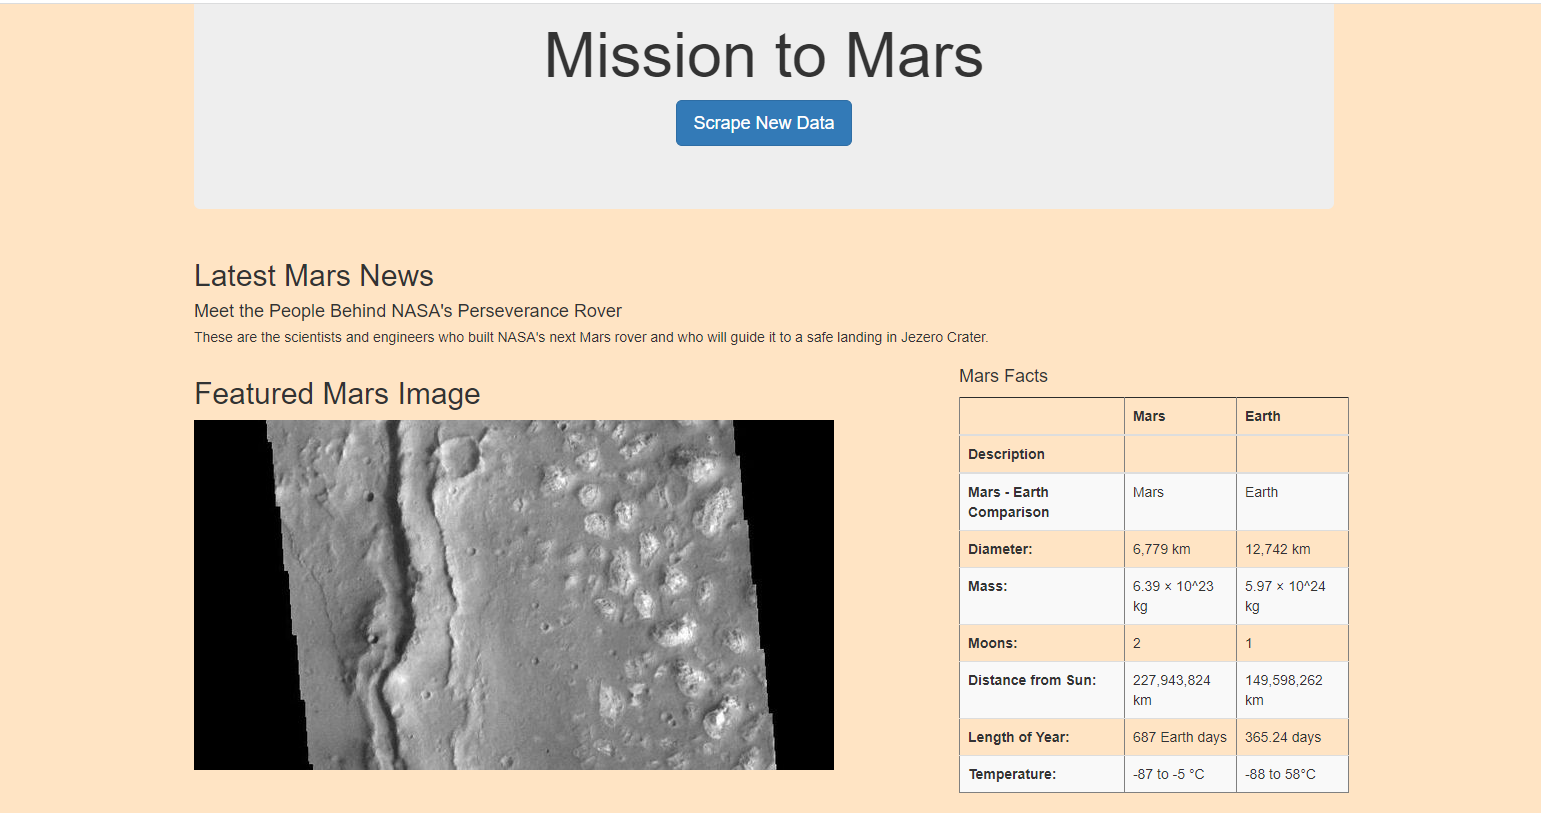 Mission to Mars
Scrape New Data
Latest Mars News
Meet the People Behind NASA's Perseverance Rover
These are the scientists and engineers who built NASA's next Mars rover and who will guide it to a safe landing in Jezero Crater.
Featured Mars Image
Mars Facts
Mars Earth
Description
Mars - Earth Comparison Mars Earth
Diameter: 6,779 km 12,742 km
Mass: 6.39 × 10^23 kg 5.97 × 10^24 kg
Moons: 2 1
Distance from Sun: 227,943,824 km 149,598,262 km
Length of Year: 687 Earth days 365.24 days
Temperature: -87 to -5 °C -88 to 58°C